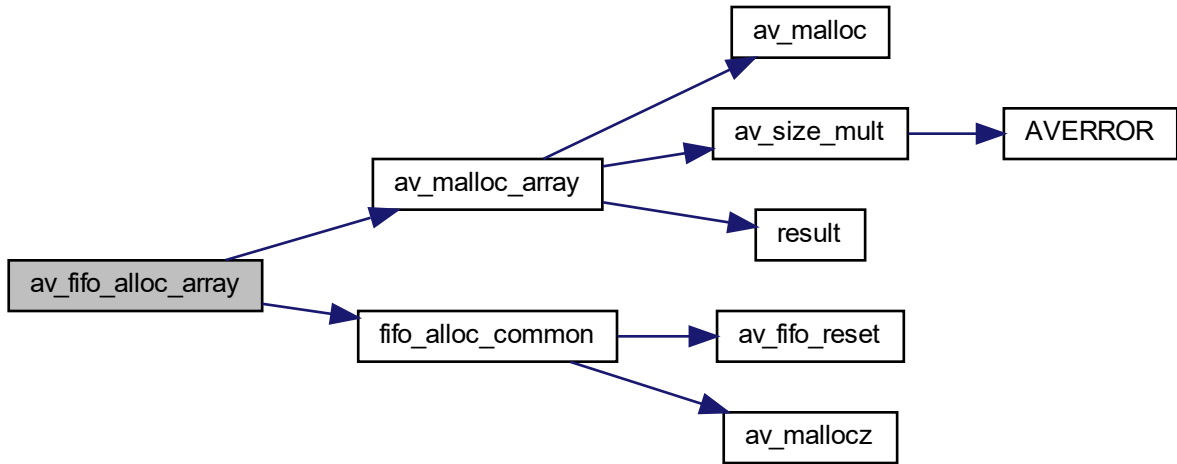 av_malloc
av_size_mult
AVERROR
av_malloc_array
result
av_fifo_alloc_array
fifo_alloc_common
av_fifo_reset
av_mallocz